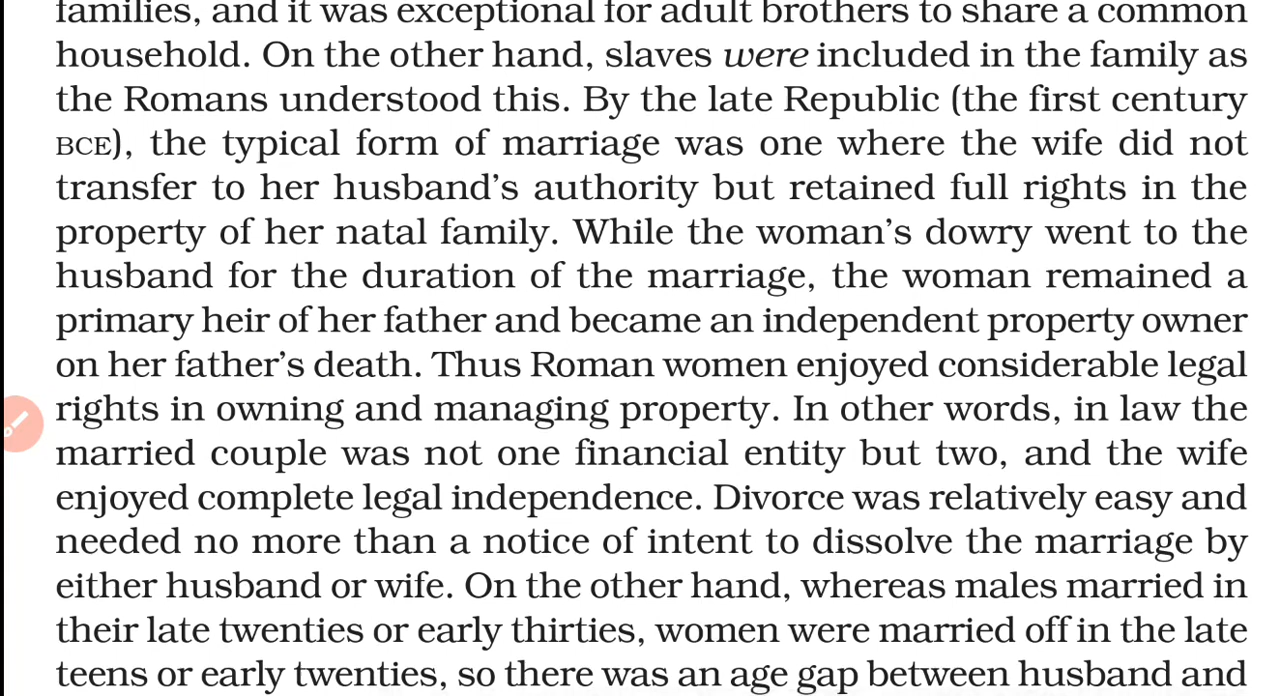 families, and it was exceptional for adult brothers to share a common
household. On the other hand, slaves were included in the family as
the Romans understood this. By the late Republic (the first century
BCE), the typical form of marriage was one where the wife did not
transfer to her husband's authority but retained full rights in the
property of her natal family. While the woman's dowry went to the
husband for the duration of the marriage, the woman remained a
primary heir of her father and became an independent property owner
on her father's death. Thus Roman women enjoyed considerable legal
rights in owning and managing property. In other words, in law the
married couple was not one financial entity but two, and the wife
enjoyed complete legal independence. Divorce was relatively easy and
needed no more than a notice of intent to dissolve the marriage by
either husband or wife. On the other hand, whereas males married in
their late twenties or early thirties, women were married off in the late
teens or early twenties, so there was an age gap between husband and